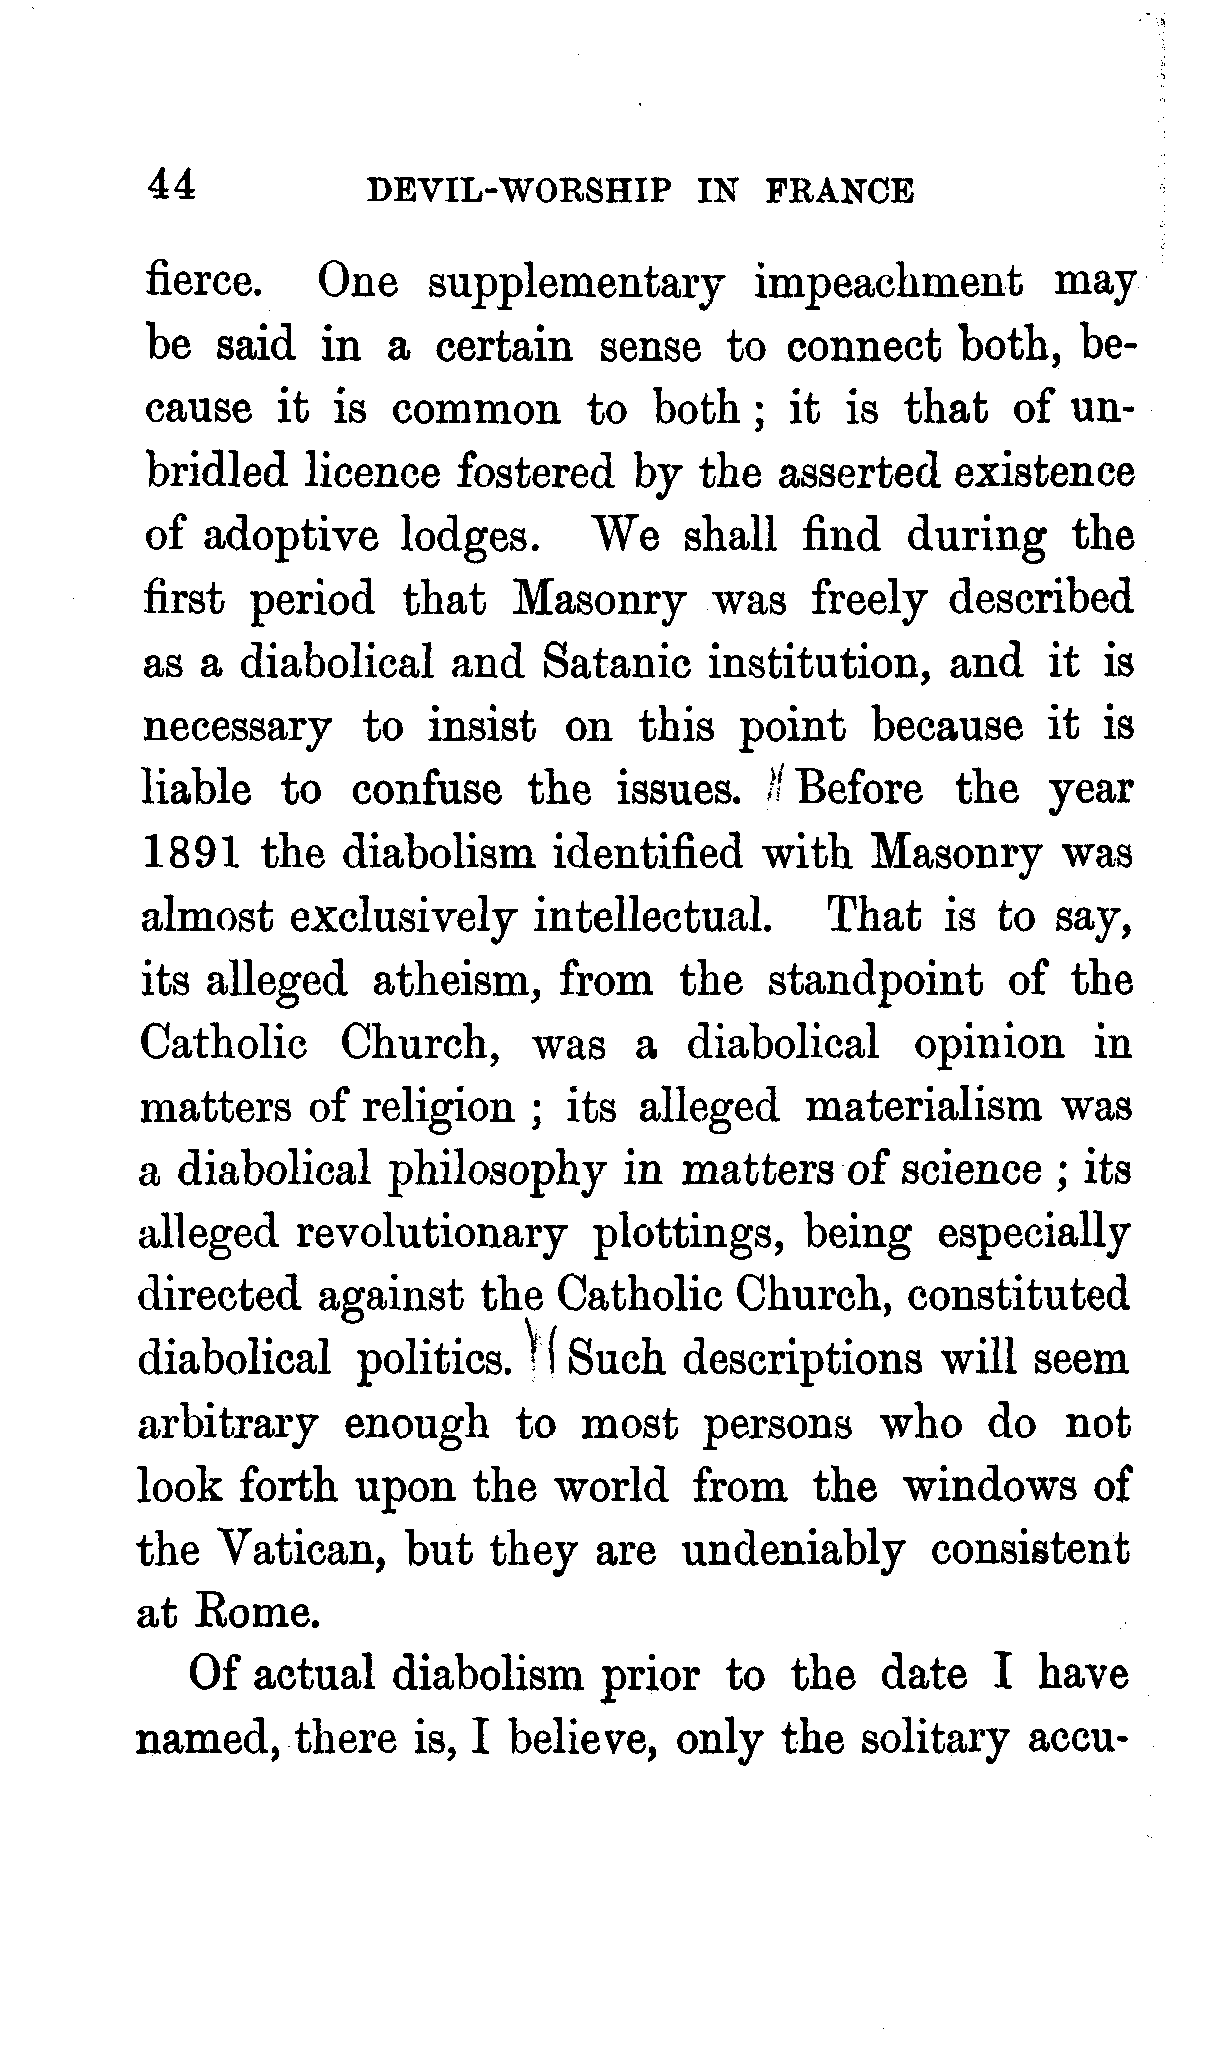 44 DEVIL-WORSHIP IN FRANCE
fierce. One supplementary impeachment may
be said in a certain sense to connect both, be-
cause it is common to both ; it is that of un-
bridled licence fostered by the asserted existence
of adoptive lodges. We shall find during the
first period that Masonry was freely described
as a diabolical and Satanic institution, and it is
necessary to insist on this point because it is
liable to confuse the issues. Before the year
1891 the diabolism identified with Masonry was
almost exclusively intellectual. That is to say,
its alleged atheism, from the standpoint of the
Catholic Church, was a diabolical opinion in
matters of religion ; its alleged materialism was
a diabolical philosophy in matters of science ; its
alleged revolutionary plottings, being especially
directed against the Catholic Church, constituted
diabolical politics. Such descriptions will seem
arbitrary enough to most persons who do not
look forth upon the world from the windows of
the Vatican, but they are undeniably consistent
at Rome.
Of actual diabolism prior to the date I have
named, there is, I believe, only the solitary accu-